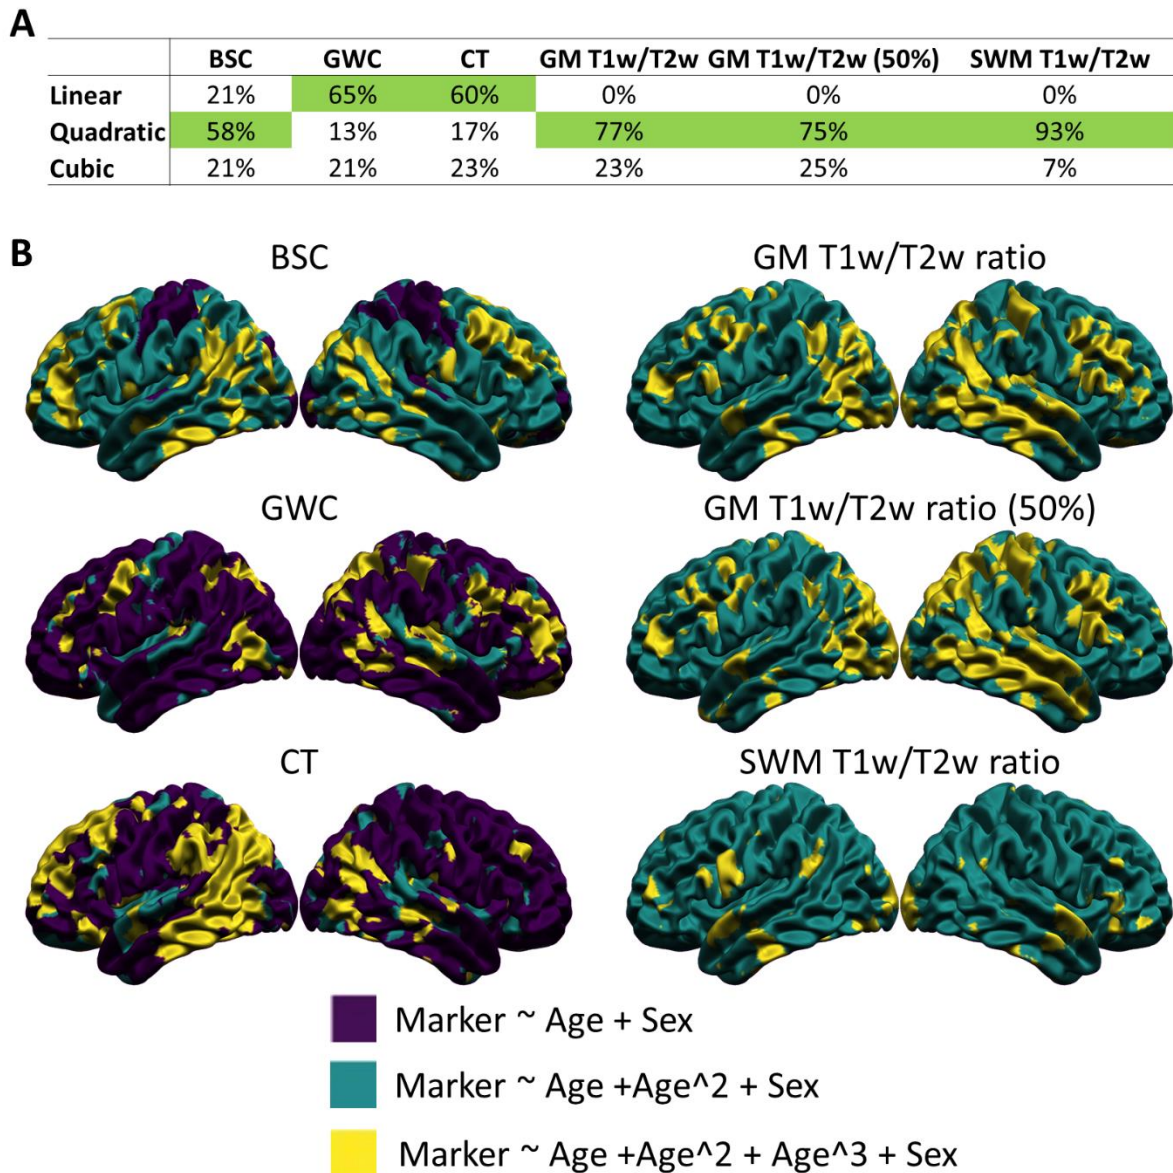 A
BSC GWC CT GM T1w/T2w GM T1w/T2w (50%) SWM T1w/T2w
Linear 21% 65% 60% 0% 0% 0%
Quadratic 58% 13% 17% 77% 75% 93%
Cubic 21% 21% 23% 23% 25% 7%
B
BSC GM T1w/T2w ratio
GWC GM T1w/T2w ratio (50%)
CT SWM T1w/T2w ratio
Marker ~ Age + Sex
Marker ~ Age +Age^2 + Sex
Marker ~ Age +Age^2 + Age^3 + Sex